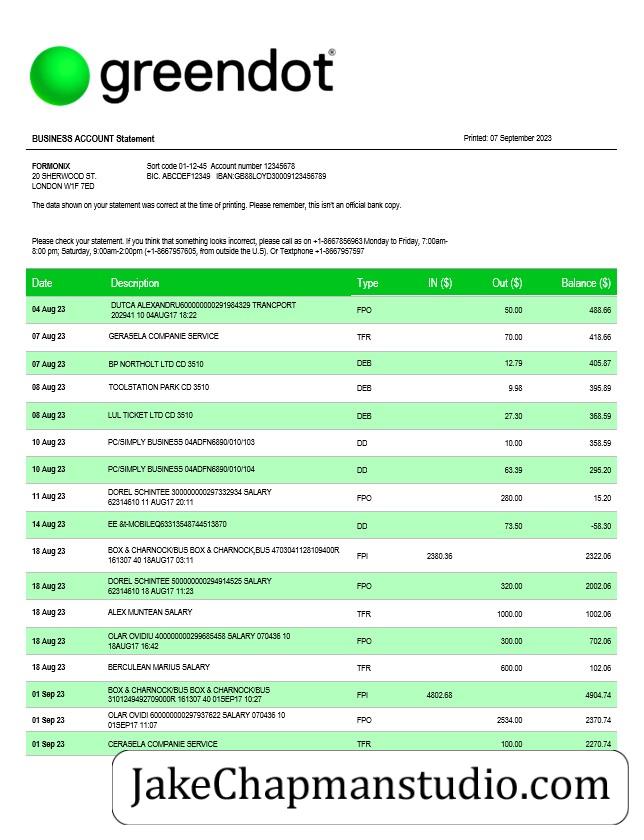 greendot®
BUSINESS ACCOUNT Statement Printed: 07 September 2023
FORMONIX Sort code 01-12-45 Account number 12345678
20 SHERWOOD ST. BIC. ABCDEF12349 IBAN:GB88LOYD30009123456789
LONDON W1F 7ED
The data shown on your statement was correct at the time of printing. Please remember, this isn't an official bank copy.
Please check your statement. If you think that something looks incorrect, please call as on +1-8667856963 Monday to Friday, 7:00am-
8:00 pm; Saturday, 9:00am-2:00pm (+1-8667957605, from outside the U.S). Or Textphone +1-8667957597
Date Description Type IN ($) Out ($) Balance ($)
04 Aug 23 DUTCA ALEXANDRU600000000291984329 TRANCPORT FPO 50.00 488.66
202941 10 04AUG17 18:22
07 Aug 23 GERASELA COMPANIE SERVICE TFR 70.00 418.66
07 Aug 23 BP NORTHOLT LTD CD 3510 DEB 12.79 405.87
08 Aug 23 TOOLSTATION PARK CD 3510 DEB 9.98 395.89
08 Aug 23 LUL TICKET LTD CD 3510 DEB 27.30 368.59
10 Aug 23 PC/SIMPLY BUSINESS 04ADFN6890/010/103 DD 10.00 358.59
10 Aug 23 PC/SIMPLY BUSINESS 04ADFN6890/010/104 DD 63.39 295.20
11 Aug 23 DOREL SCHINTEE 300000000297332934 SALARY FPO 280.00 15.20
62314610 11 AUG17 20:11
14 Aug 23 EE &t-MOBILEQ63313548744513870 DD 73.50 -58.30
18 Aug 23 BOX & CHARNOCK/BUS BOX & CHARNOCK,BUS 4703041128109400R FPI 2380.36 2322.06
161307 40 18AUG17 03:11
18 Aug 23 DOREL SCHINTEE 500000000294914525 SALARY FPO 320.00 2002.06
62314610 18 AUG17 11:23
18 Aug 23 ALEX MUNTEAN SALARY TFR 1000.00 1002.06
18 Aug 23 OLAR OVIDIU 400000000299685458 SALARY 070436 10 FPO 300.00 702.06
18AUG17 16:42
18 Aug 23 BERCULEAN MARIUS SALARY TFR 600.00 102.06
01 Sep 23 BOX & CHARNOCK/BUS BOX & CHARNOCK/BUS FPI 4802.68 4904.74
3101249492709000R 161307 40 01SEP17 10:27
01 Sep 23 OLAR OVIDI 600000000297937622 SALARY 070436 10 FPO 2534.00 2370.74
01SEP17 11:07
01 Sep 23 CERASELA COMPANIE SERVICE TFR 100.00 2270.74
JakeChapmanstudio.com